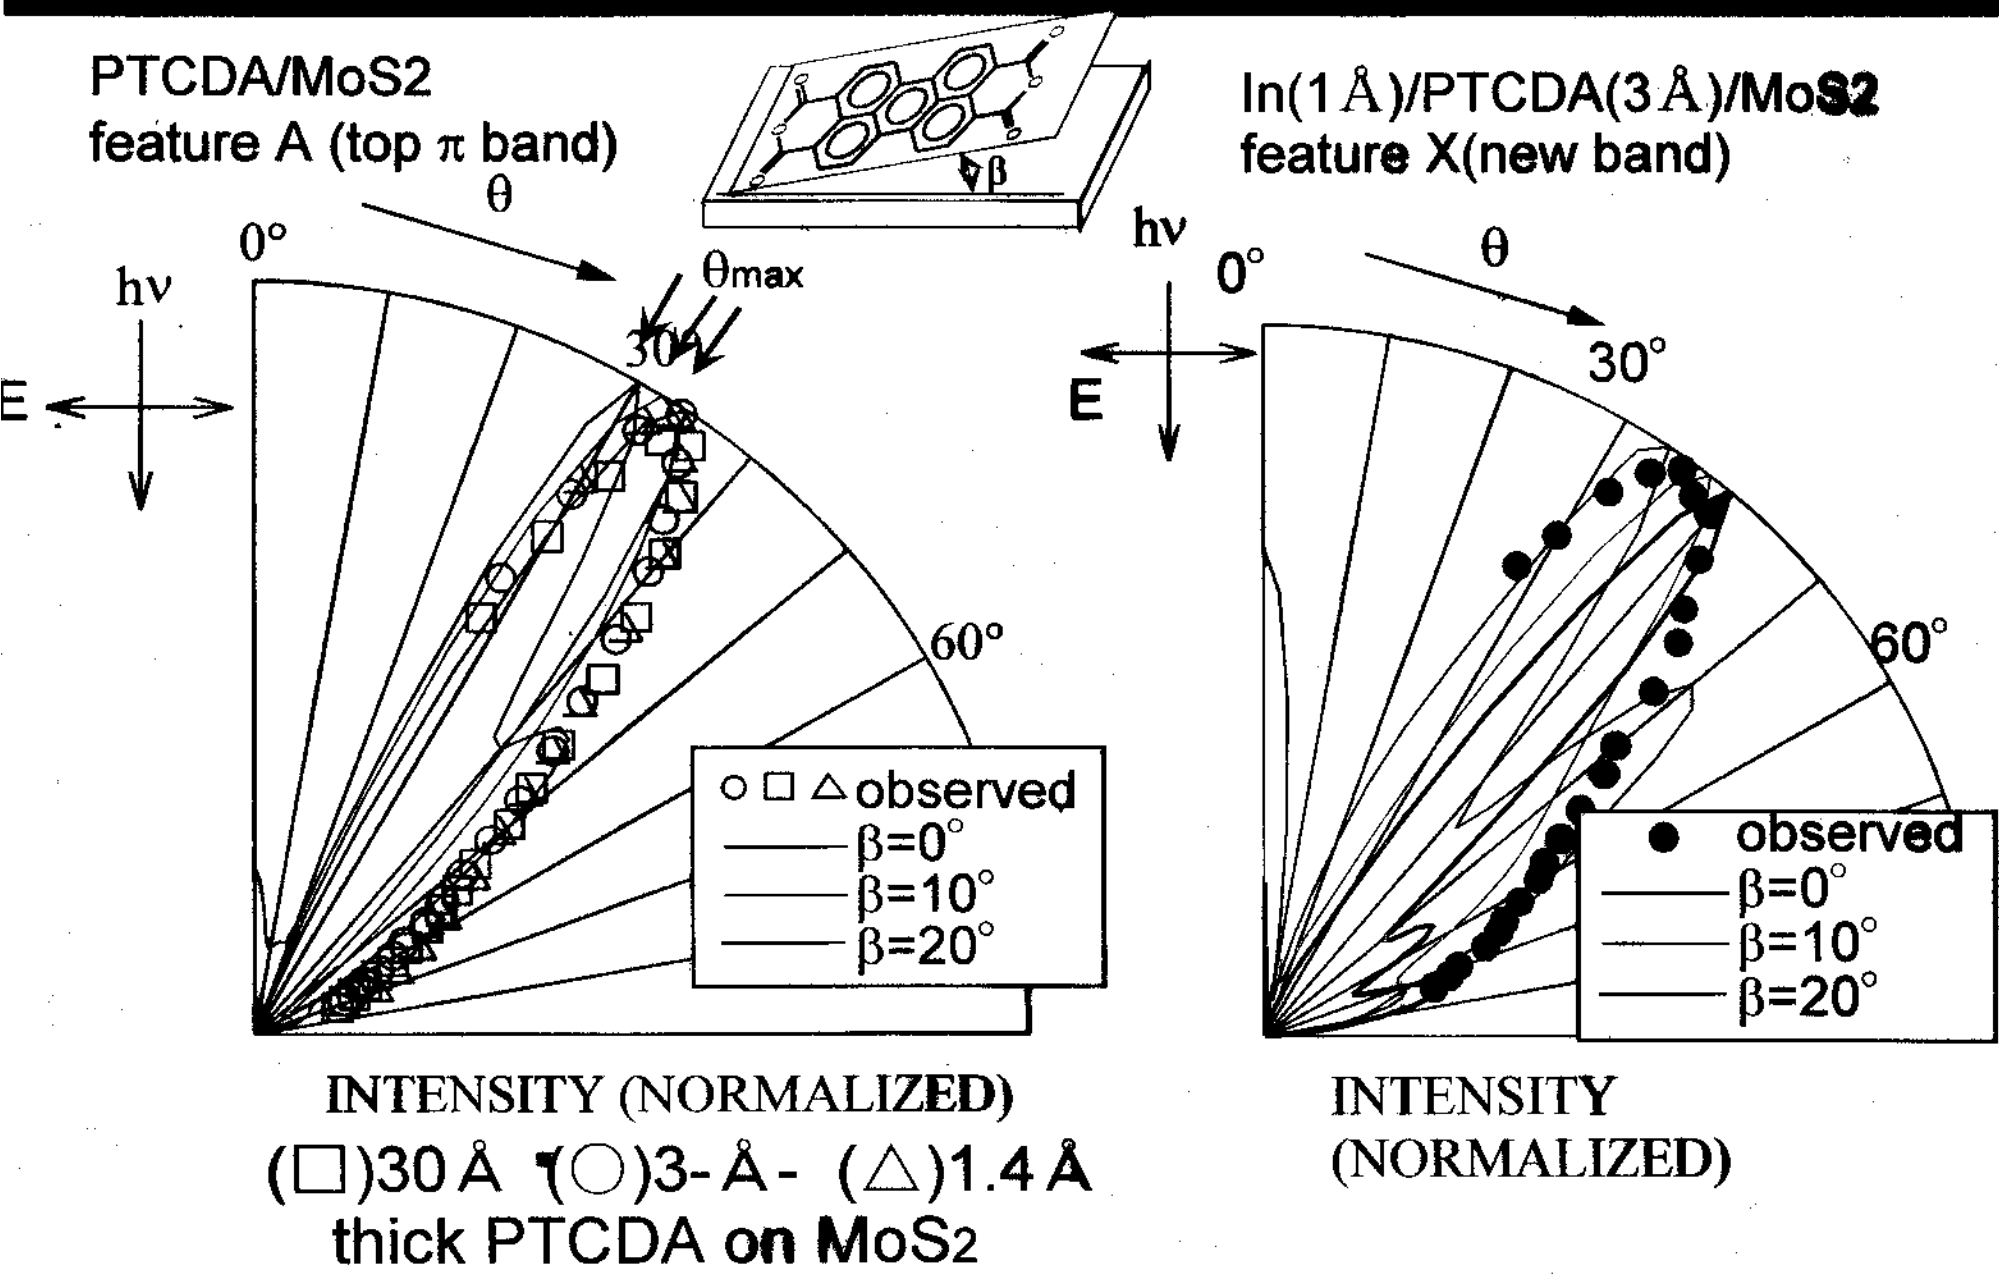 PTCDA/MoS2
feature A (top π band)
θ
0°
hν
E
θmax
30°
60°
β
○ □ △ observed
β=0°
β=10°
β=20°
INTENSITY (NORMALIZED)
(□)30 Å (○)3-Å- (△)1.4 Å
thick PTCDA on MoS2
In(1 Å)/PTCDA(3 Å)/MoS2
feature X(new band)
hν
0°
θ
E
30°
60°
● observed
β=0°
β=10°
β=20°
INTENSITY
(NORMALIZED)